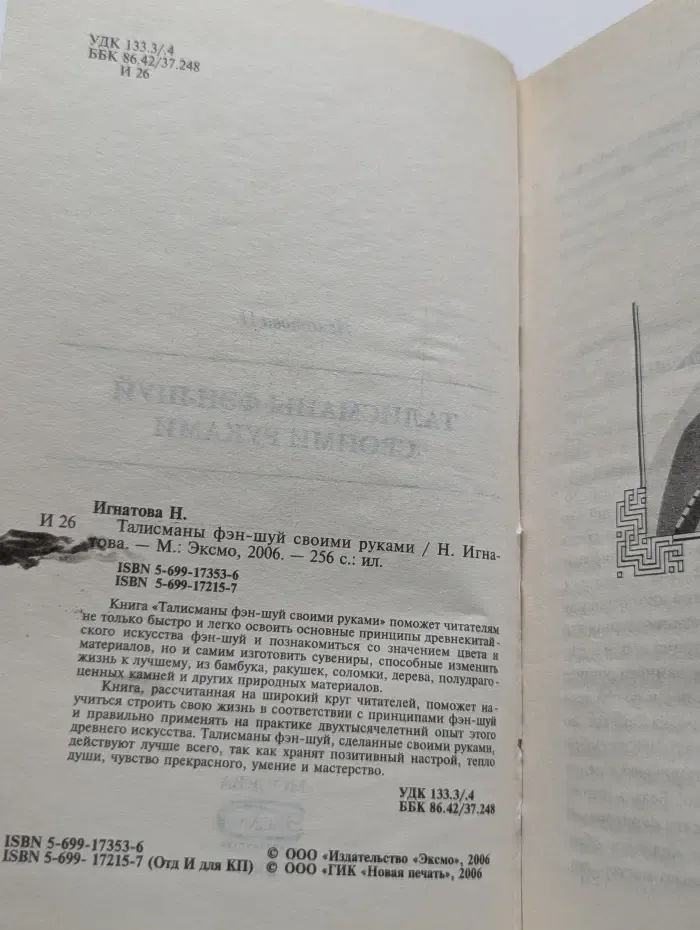 УДК 133.3/.4
ББК 86.42/37.248
И 26
Игнатова Н.
И 26 Талисманы фэн-шуй своими руками / Н. Игна-
това. — М.: Эксмо, 2006. — 256 с.: ил.
ISBN 5-699-17353-6
ISBN 5-699-17215-7
Книга «Талисманы фэн-шуй своими руками» поможет читателям
не только быстро и легко освоить основные принципы древнекитай-
ского искусства фэн-шуй и познакомиться со значением цвета и
материалов, но и самим изготовить сувениры, способные изменить
жизнь к лучшему, из бамбука, ракушек, соломки, дерева, полудраго-
ценных камней и других природных материалов.
Книга, рассчитанная на широкий круг читателей, поможет на-
учиться строить свою жизнь в соответствии с принципами фэн-шуй
и правильно применять на практике двухтысячелетний опыт этого
древнего искусства. Талисманы фэн-шуй, сделанные своими руками,
действуют лучше всего, так как хранят позитивный настрой, тепло
души, чувство прекрасного, умение и мастерство.
УДК 133.3/.4
ББК 86.42/37.248
ISBN 5-699-17353-6 © ООО «Издательство «Эксмо», 2006
ISBN 5-699- 17215-7 (Отд И для КП) © ООО «ГИК «Новая печать», 2006